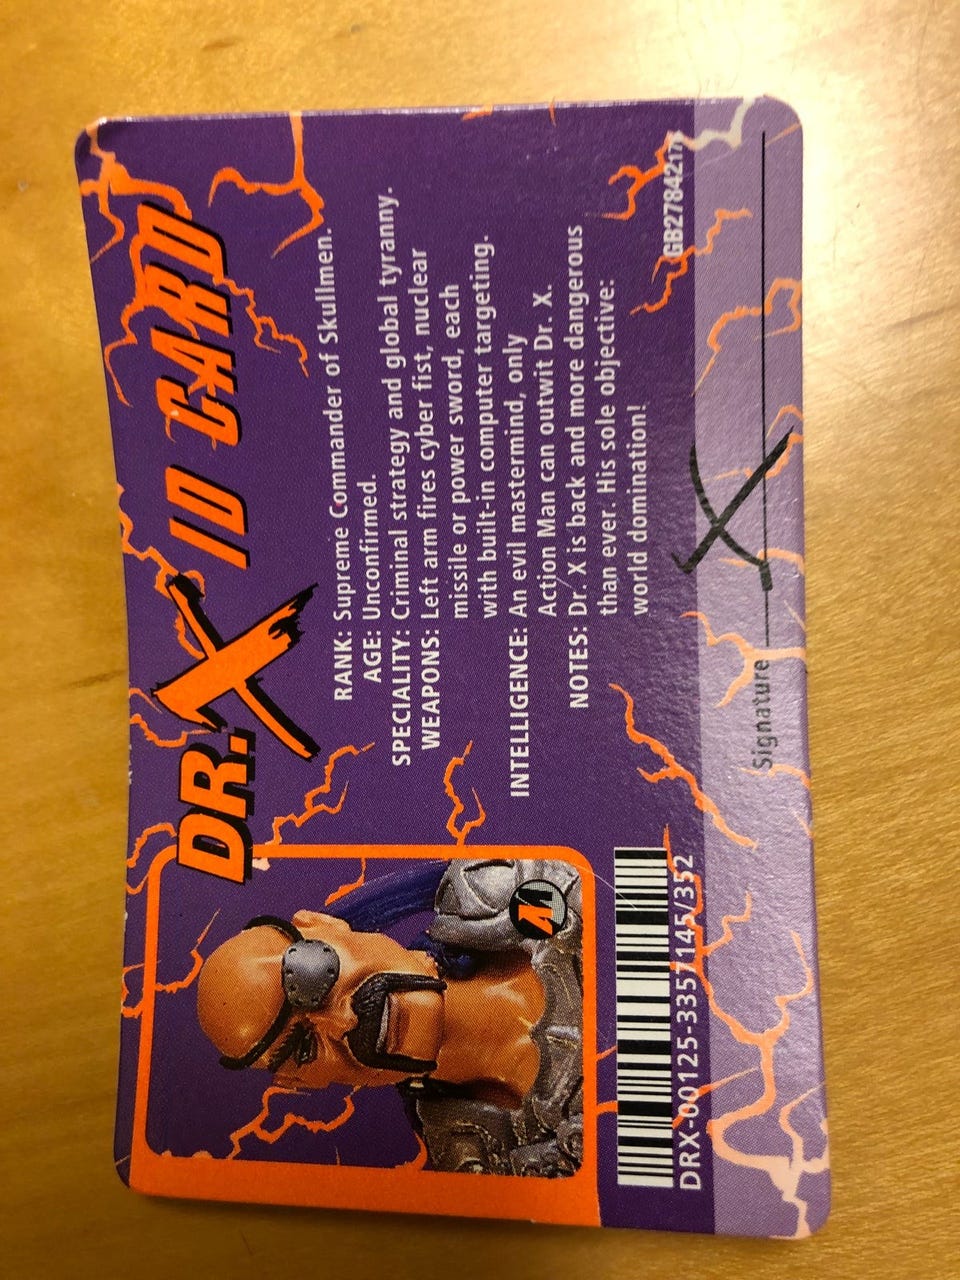 DR. X ID CARD
RANK: Supreme Commander of Skullmen.
AGE: Unconfirmed.
SPECIALITY: Criminal strategy and global tyranny.
WEAPONS: Left arm fires cyber fist, nuclear
missile or power sword, each
with built-in computer targeting.
INTELLIGENCE: An evil mastermind, only
Action Man can outwit Dr. X.
NOTES: Dr. X is back and more dangerous
than ever. His sole objective:
world domination!
AM
DRX-00125-3357145/352
GB27842171
Signature X